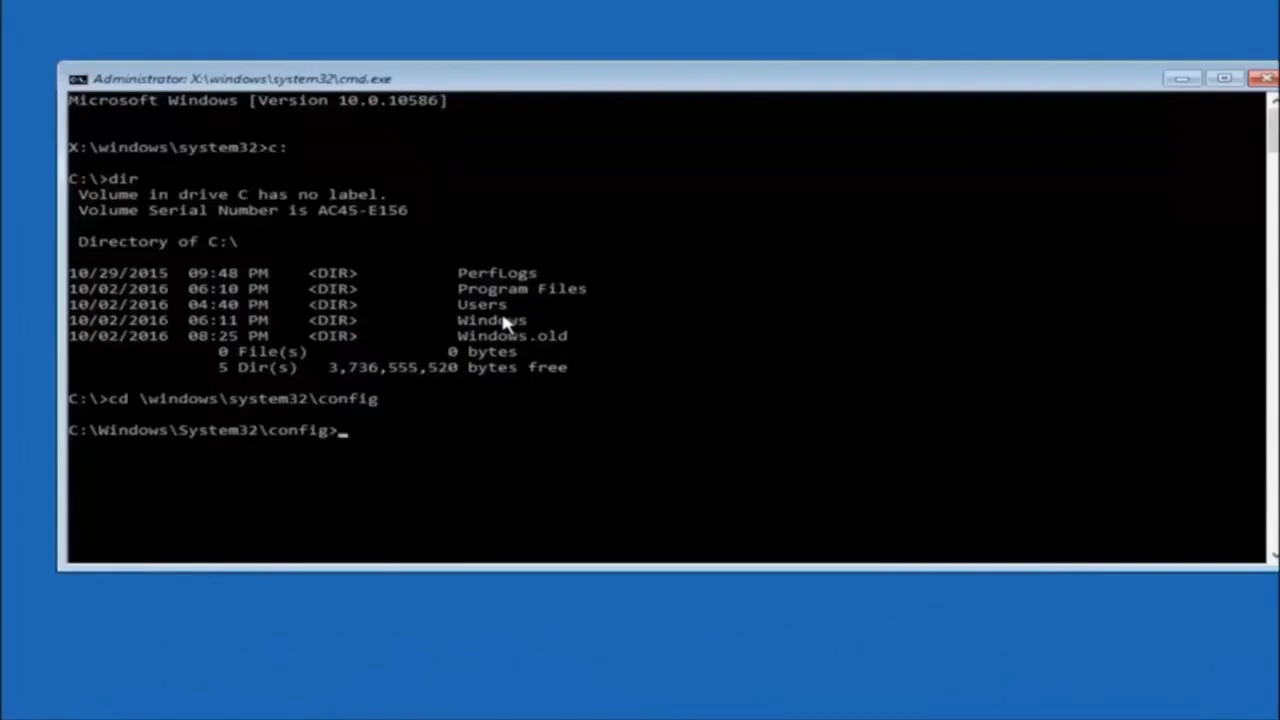 Administrator: X:\windows\system32\cmd.exe
Microsoft Windows [Version 10.0.10586]
X:\windows\system32>c:
C:\>dir
 Volume in drive C has no label.
 Volume Serial Number is AC45-E156
 Directory of C:\
10/29/2015  09:48 PM    <DIR>          PerfLogs
10/02/2016  06:10 PM    <DIR>          Program Files
10/02/2016  04:40 PM    <DIR>          Users
10/02/2016  06:11 PM    <DIR>          Windows
10/02/2016  08:25 PM    <DIR>          Windows.old
               0 File(s)              0 bytes
               5 Dir(s)   3,736,555,520 bytes free
C:\>cd \windows\system32\config
C:\Windows\System32\config>_